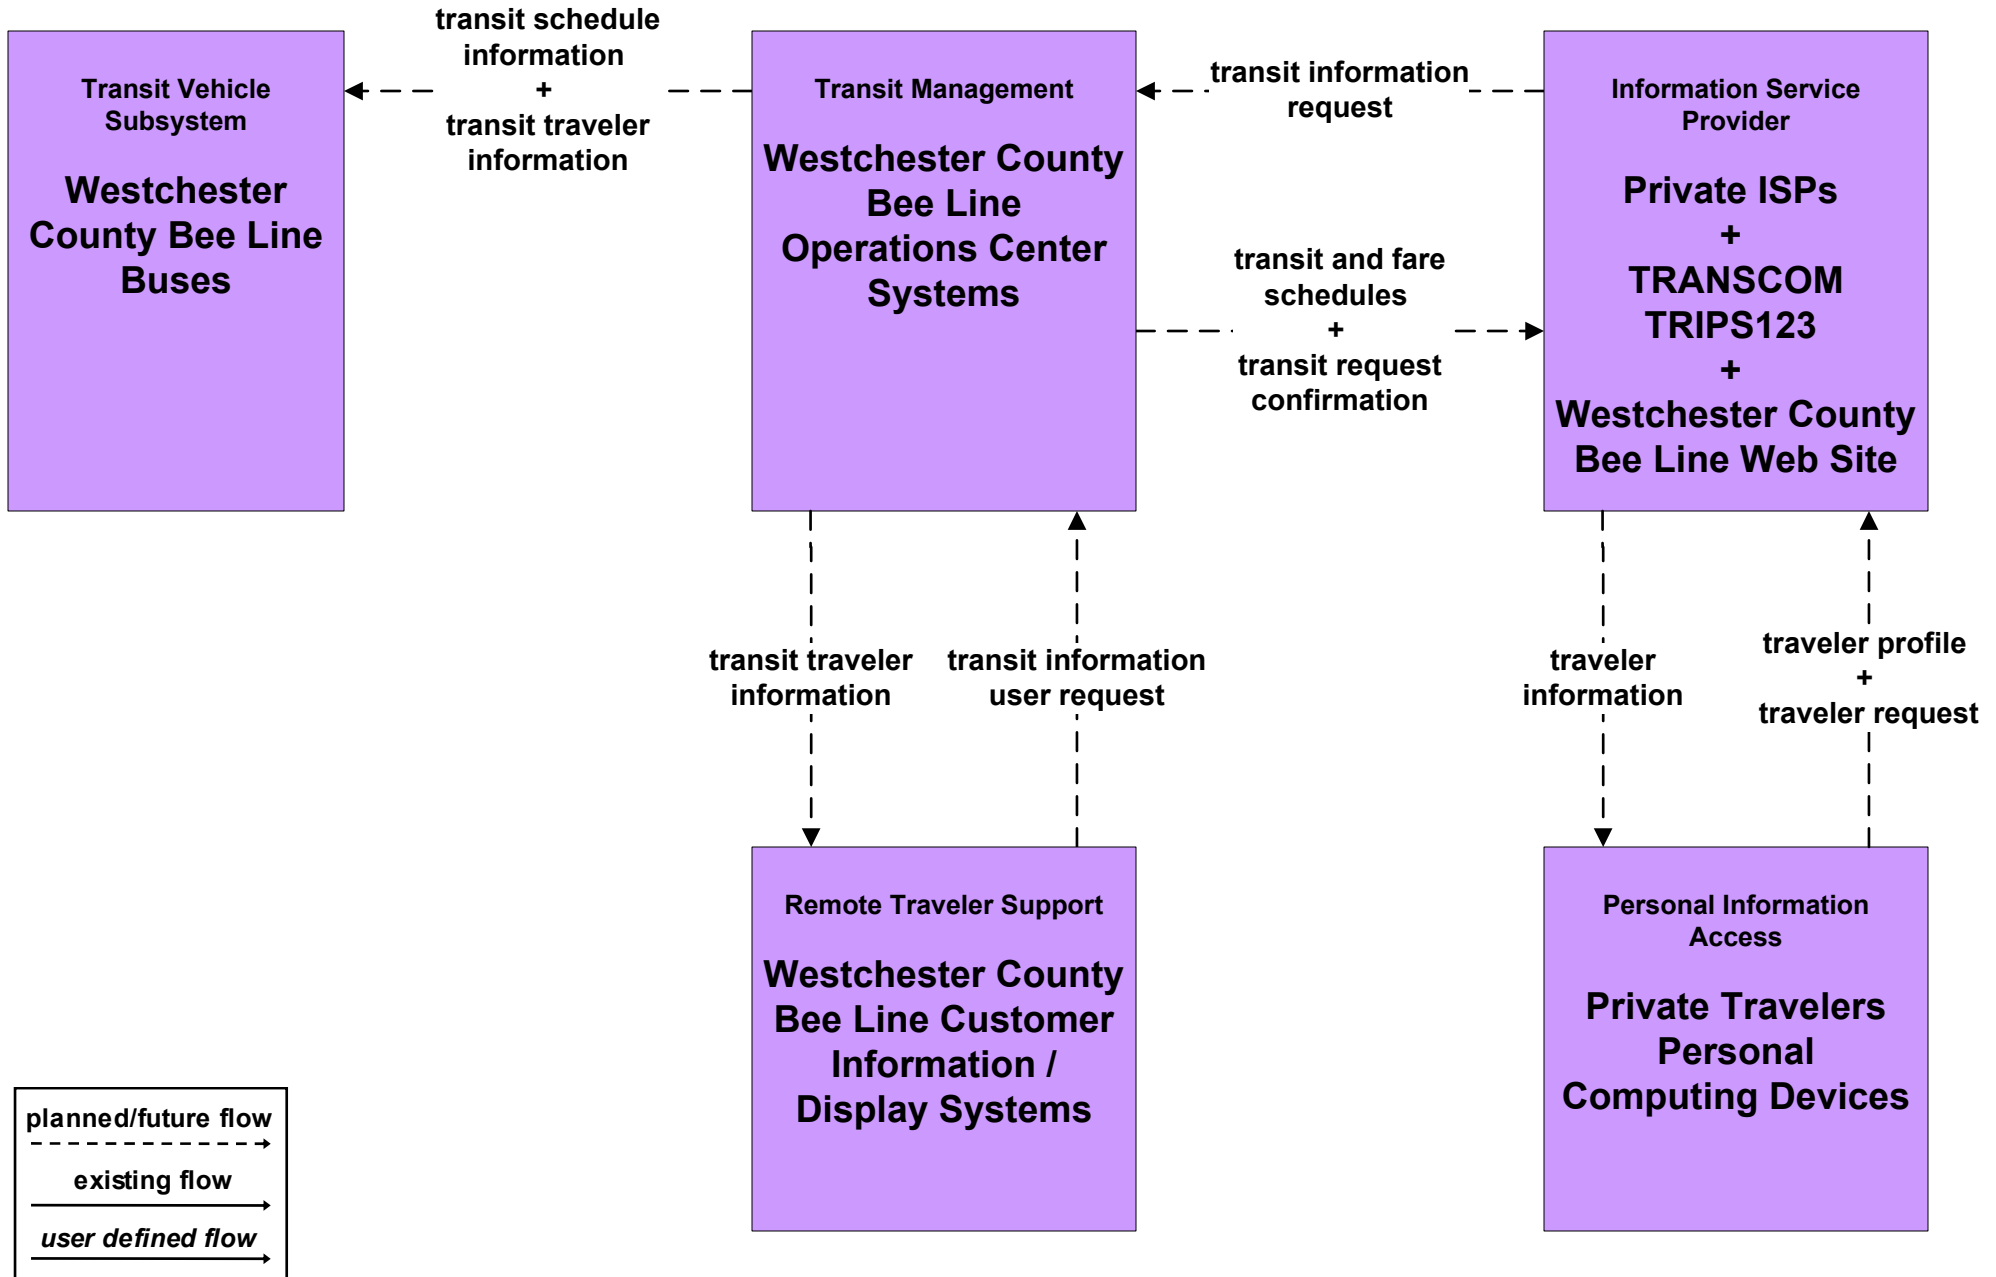 transit schedule
information
+
transit traveler
information
Transit Vehicle
Subsystem
Westchester
County Bee Line
Buses
Transit Management
Westchester County
Bee Line
Operations Center
Systems
transit information
request
transit and fare
schedules
+
transit request
confirmation
Information Service
Provider
Private ISPs
+
TRANSCOM
TRIPS123
+
Westchester County
Bee Line Web Site
transit traveler
information
transit information
user request
traveler
information
traveler profile
+
traveler request
Remote Traveler Support
Westchester County
Bee Line Customer
Information /
Display Systems
Personal Information
Access
Private Travelers
Personal
Computing Devices
planned/future flow
existing flow
user defined flow